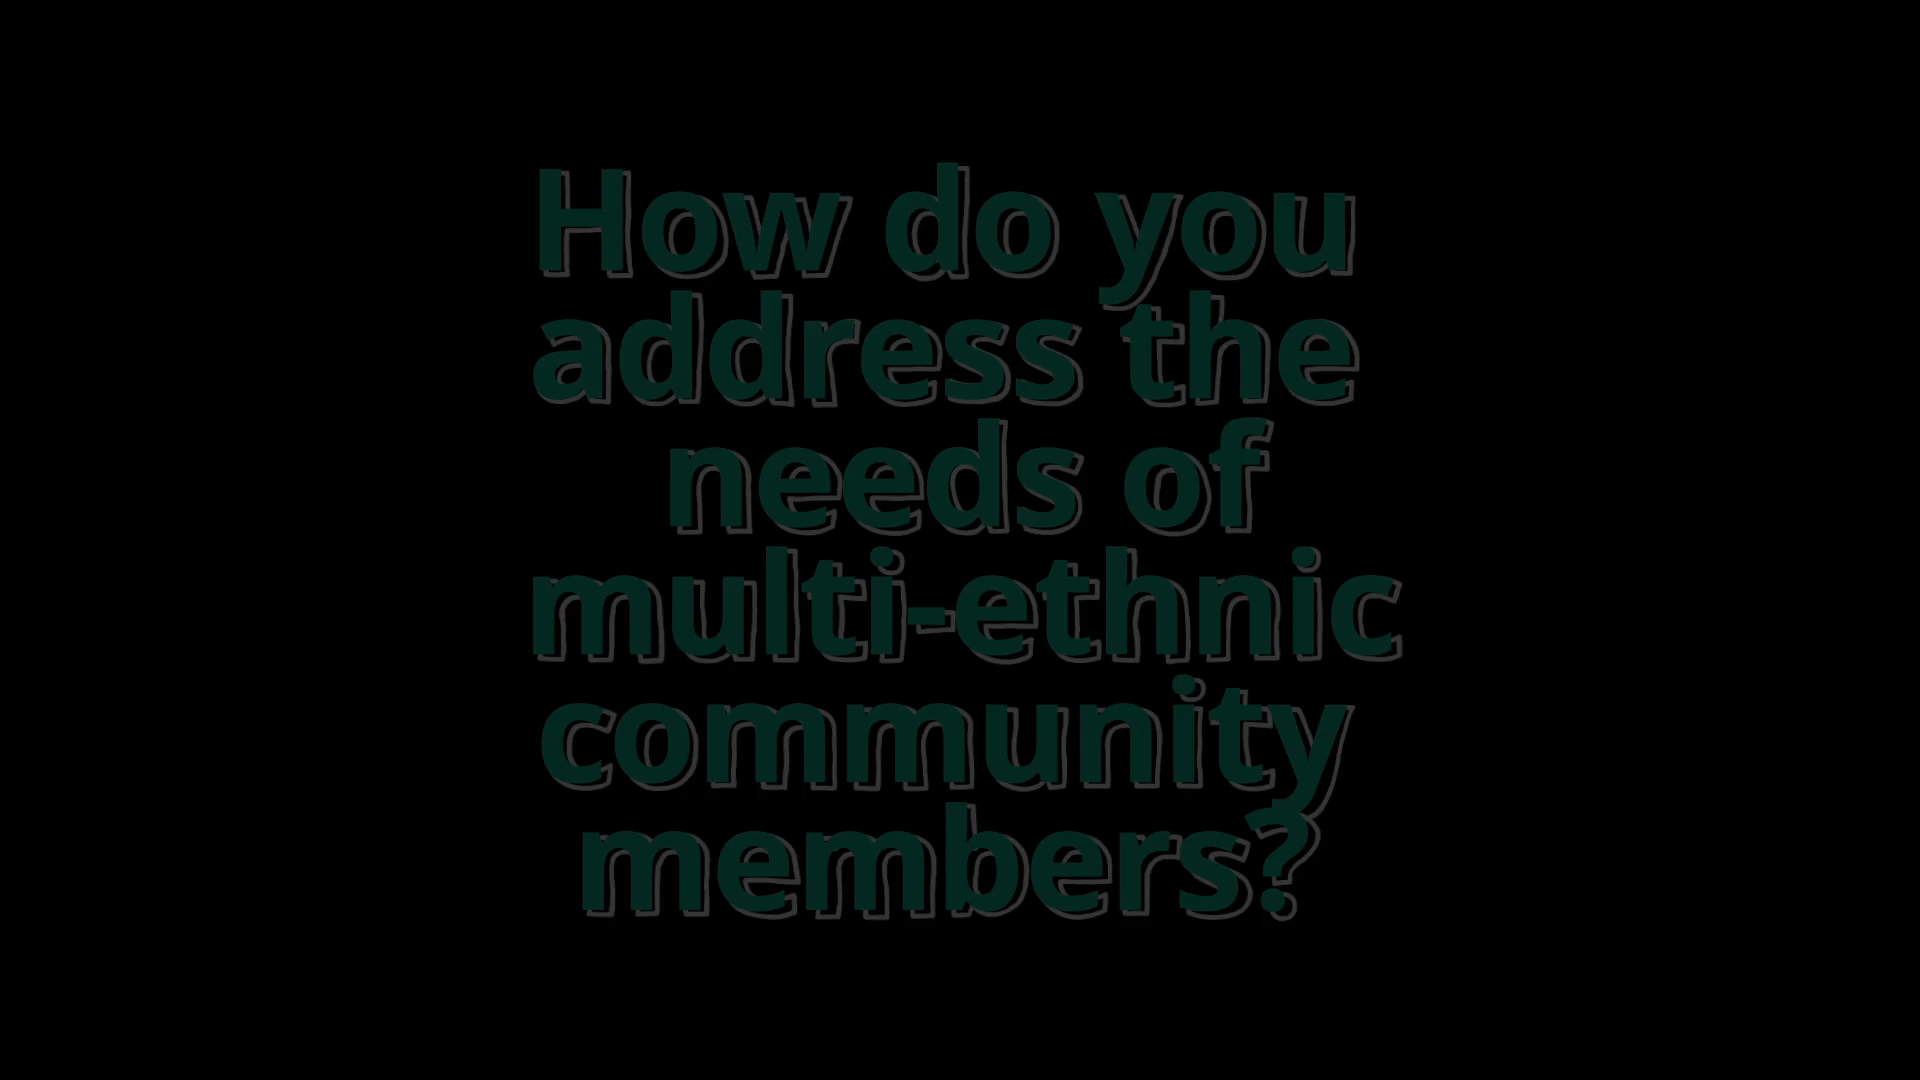 How do you
address the
needs of
multi-ethnic
community
members?